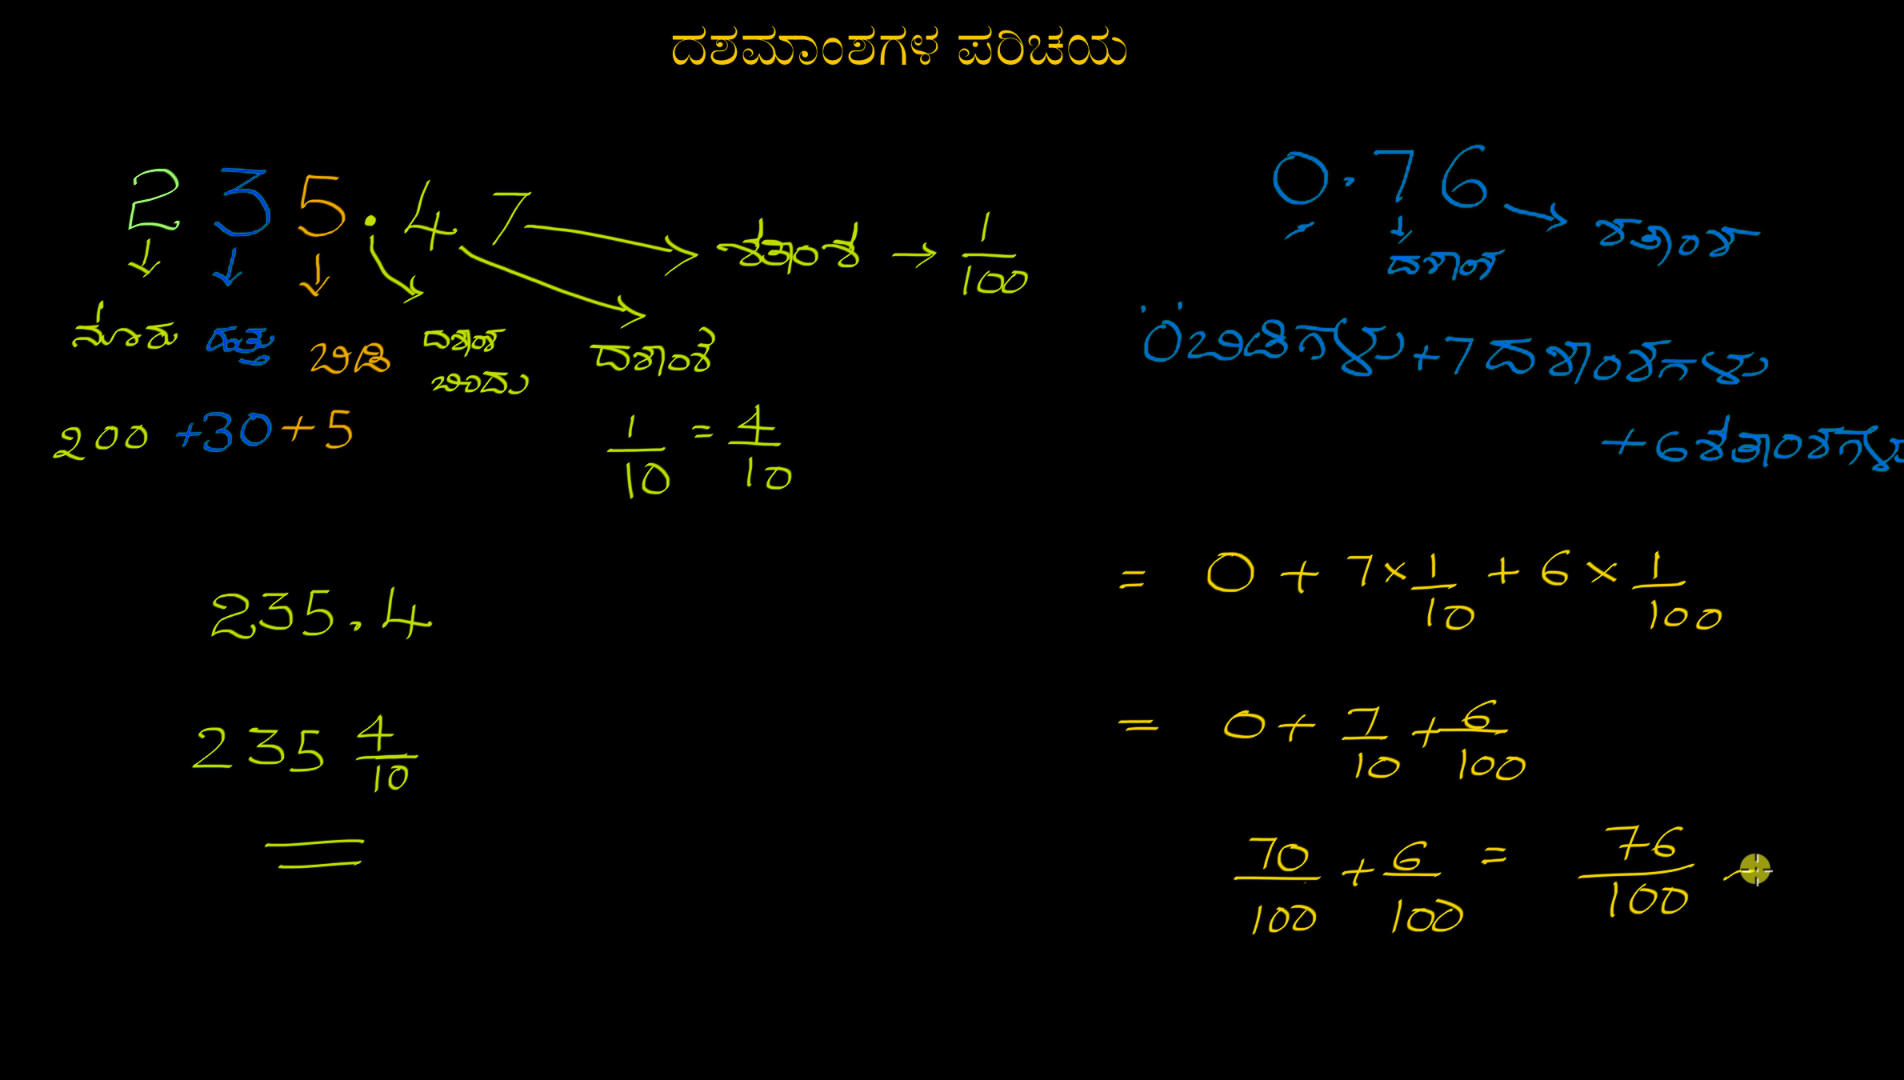 ದಶಮಾಂಶಗಳ ಪರಿಚಯ
2 3 5 . 4 7 → ಶತಾಂಶ → 1/100
ನೂರು ಹತ್ತು ಬಿಡಿ ದಶಾಂಶ ಬಿಂದು ದಶಾಂಶ
200 + 30 + 5
1/10 = 4/10
235.4
235 4/10
0.76 → ಶತಾಂಶ
ದಶಾಂಶ
0 ಬಿಡಿಗಳು + 7 ದಶಾಂಶಗಳು
+ 6 ಶತಾಂಶಗಳು
= 0 + 7 × 1/10 + 6 × 1/100
= 0 + 7/10 + 6/100
70/100 + 6/100 = 76/100